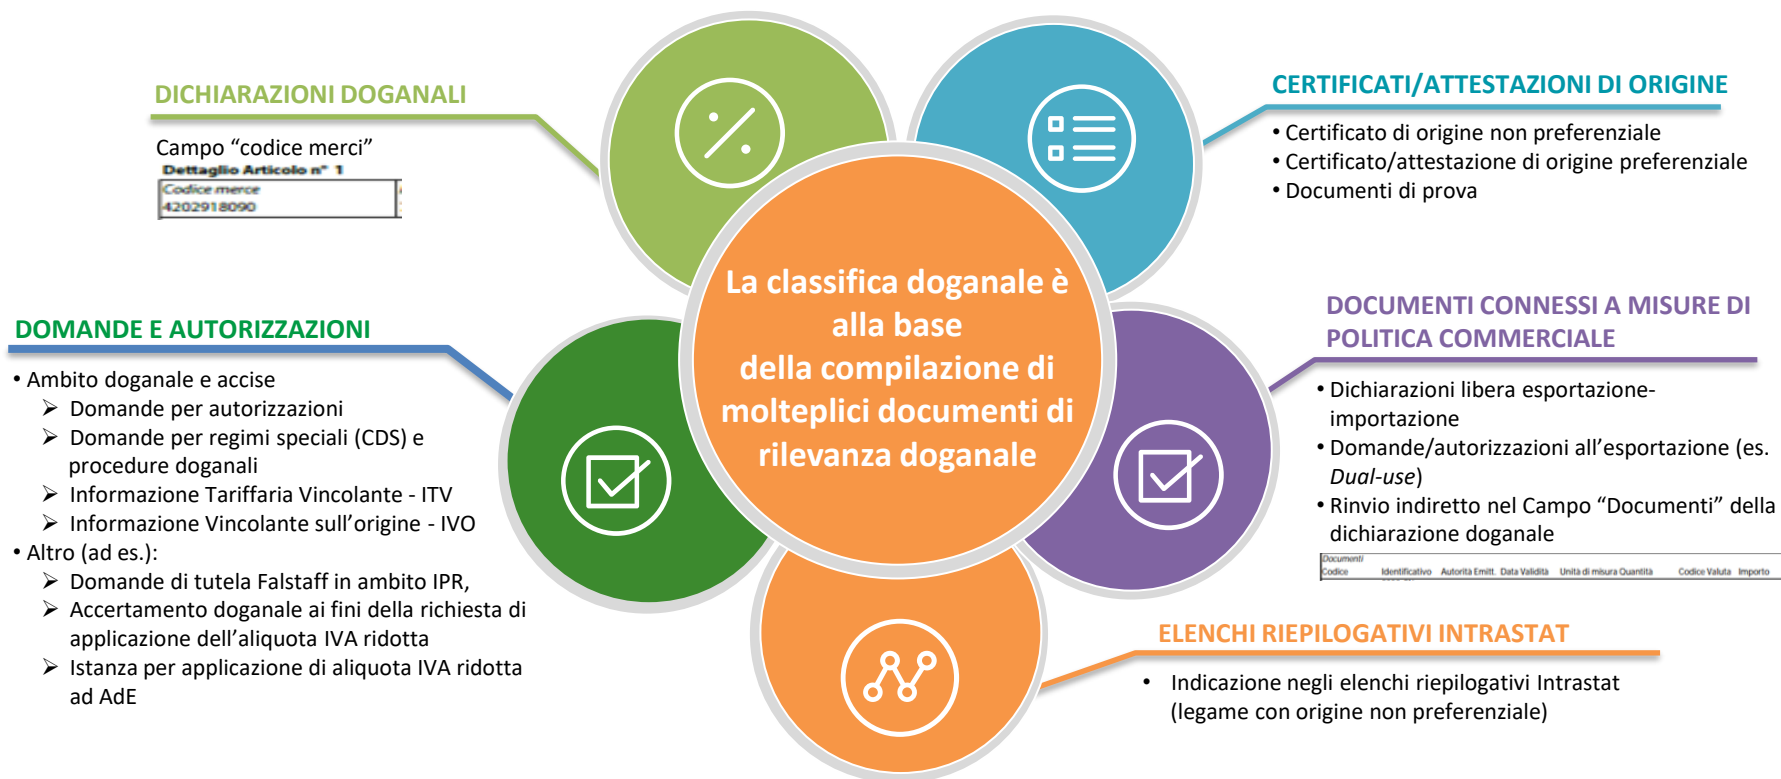 DICHIARAZIONI DOGANALI
Campo “codice merci”
Dettaglio Articolo n° 1
Codice merce
4202918090
CERTIFICATI/ATTESTAZIONI DI ORIGINE
• Certificato di origine non preferenziale
• Certificato/attestazione di origine preferenziale
• Documenti di prova
La classifica doganale è
alla base
della compilazione di
molteplici documenti di
rilevanza doganale
DOMANDE E AUTORIZZAZIONI
• Ambito doganale e accise
➢ Domande per autorizzazioni
➢ Domande per regimi speciali (CDS) e
procedure doganali
➢ Informazione Tariffaria Vincolante - ITV
➢ Informazione Vincolante sull’origine - IVO
• Altro (ad es.):
➢ Domande di tutela Falstaff in ambito IPR,
➢ Accertamento doganale ai fini della richiesta di
applicazione dell’aliquota IVA ridotta
➢ Istanza per applicazione di aliquota IVA ridotta
ad AdE
DOCUMENTI CONNESSI A MISURE DI
POLITICA COMMERCIALE
• Dichiarazioni libera esportazione-
importazione
• Domande/autorizzazioni all’esportazione (es.
Dual-use)
• Rinvio indiretto nel Campo “Documenti” della
dichiarazione doganale
Documenti
Codice Identificativo Autorità Emitt. Data Validità Unita di misura Quantità Codice Valuta Importo
ELENCHI RIEPILOGATIVI INTRASTAT
• Indicazione negli elenchi riepilogativi Intrastat
(legame con origine non preferenziale)